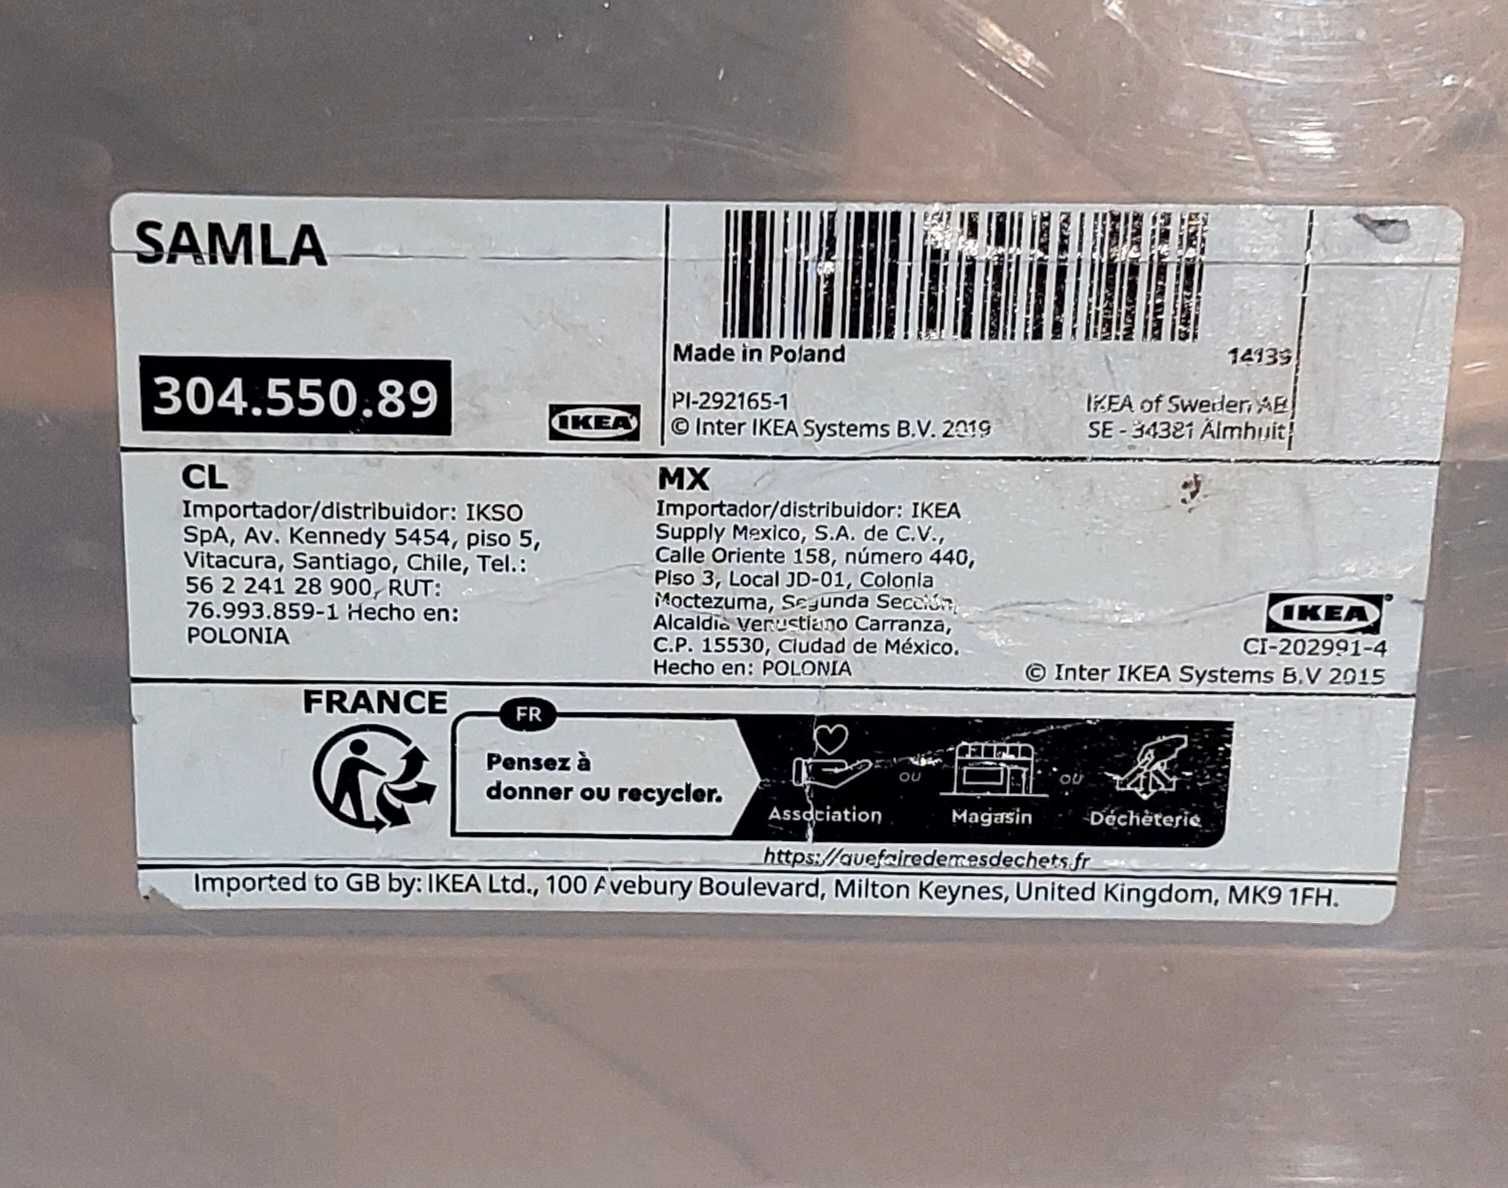 SAMLA
304.550.89
IKEA
Made in Poland
PI-292165-1
© Inter IKEA Systems B.V. 2019
IKEA of Sweden AB
SE - 34381 Älmhult
CL
Importador/distribuidor: IKSO
SpA, Av. Kennedy 5454, piso 5,
Vitacura, Santiago, Chile, Tel.:
56 2 241 28 900, RUT:
76.993.859-1 Hecho en:
POLONIA
MX
Importador/distribuidor: IKEA
Supply Mexico, S.A. de C.V.,
Calle Oriente 158, número 440,
Piso 3, Local JD-01, Colonia
Moctezuma, Segunda Sección,
Alcaldía Venustiano Carranza,
C.P. 15530, Ciudad de México.
Hecho en: POLONIA
IKEA®
CI-202991-4
© Inter IKEA Systems B.V 2015
FRANCE
FR
Pensez à
donner ou recycler.
Association
ou
Magasin
ou
Déchèterie
https://quefairedemesdechets.fr
Imported to GB by: IKEA Ltd., 100 Avebury Boulevard, Milton Keynes, United Kingdom, MK9 1FH.